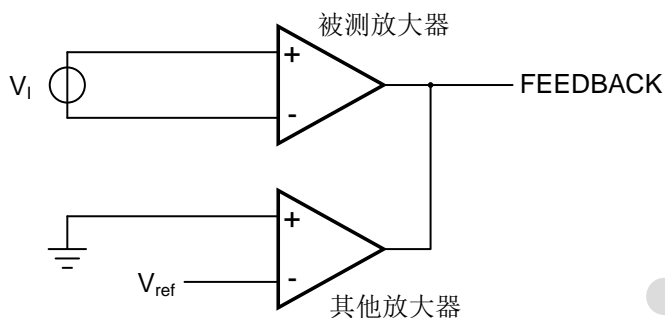 被测放大器
+
V_I
-
FEEDBACK
+
V_ref
-
其他放大器